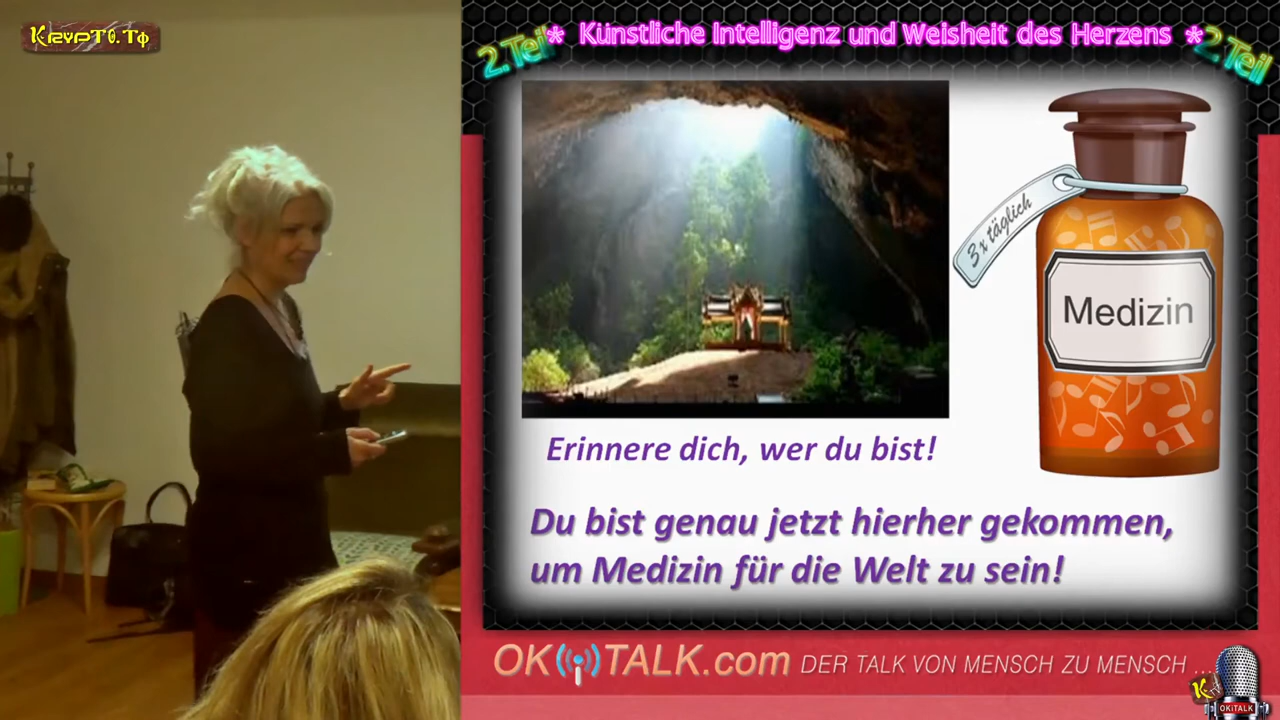 KrypT0.Tφ
* Künstliche Intelligenz und Weisheit des Herzens *
2.Teil
2.Teil
3 x täglich
Medizin
Erinnere dich, wer du bist!
Du bist genau jetzt hierher gekommen,
um Medizin für die Welt zu sein!
OKiTALK.com DER TALK VON MENSCH ZU MENSCH ...
OKiTALK